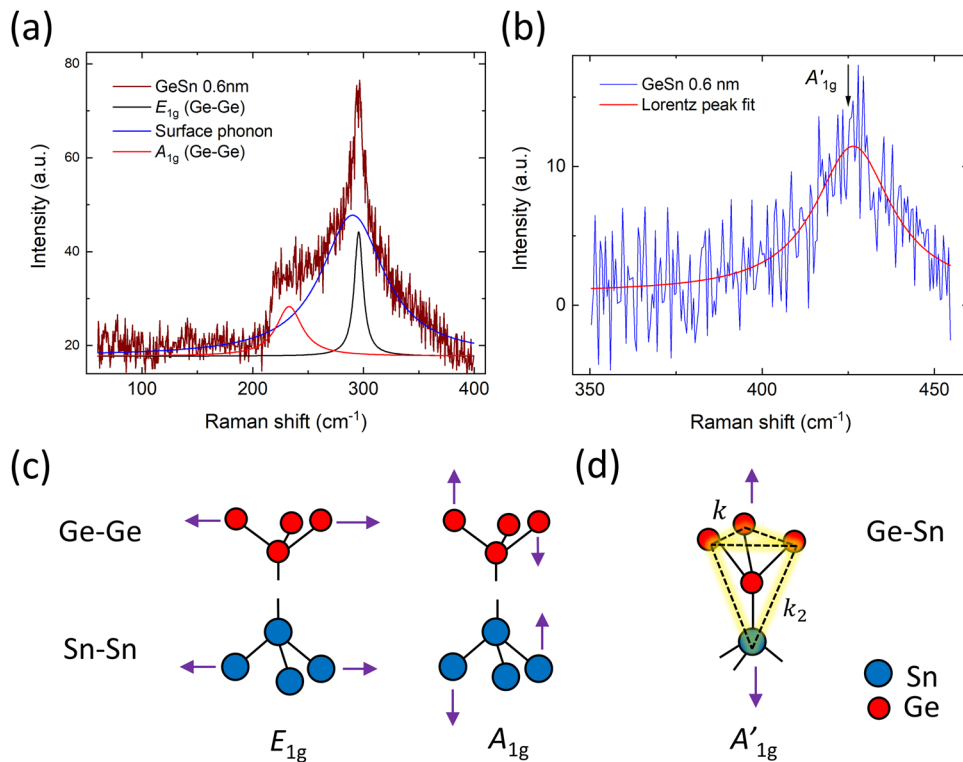 (a)
80
60
40
20
Intensity (a.u.)
GeSn 0.6nm
E1g (Ge-Ge)
Surface phonon
A1g (Ge-Ge)
100
200
300
400
Raman shift (cm-1)
(b)
10
0
Intensity (a.u.)
GeSn 0.6 nm
Lorentz peak fit
A'1g
350
400
450
Raman shift (cm-1)
(c)
Ge-Ge
Sn-Sn
E1g
A1g
(d)
k
k2
Ge-Sn
Sn
Ge
A'1g